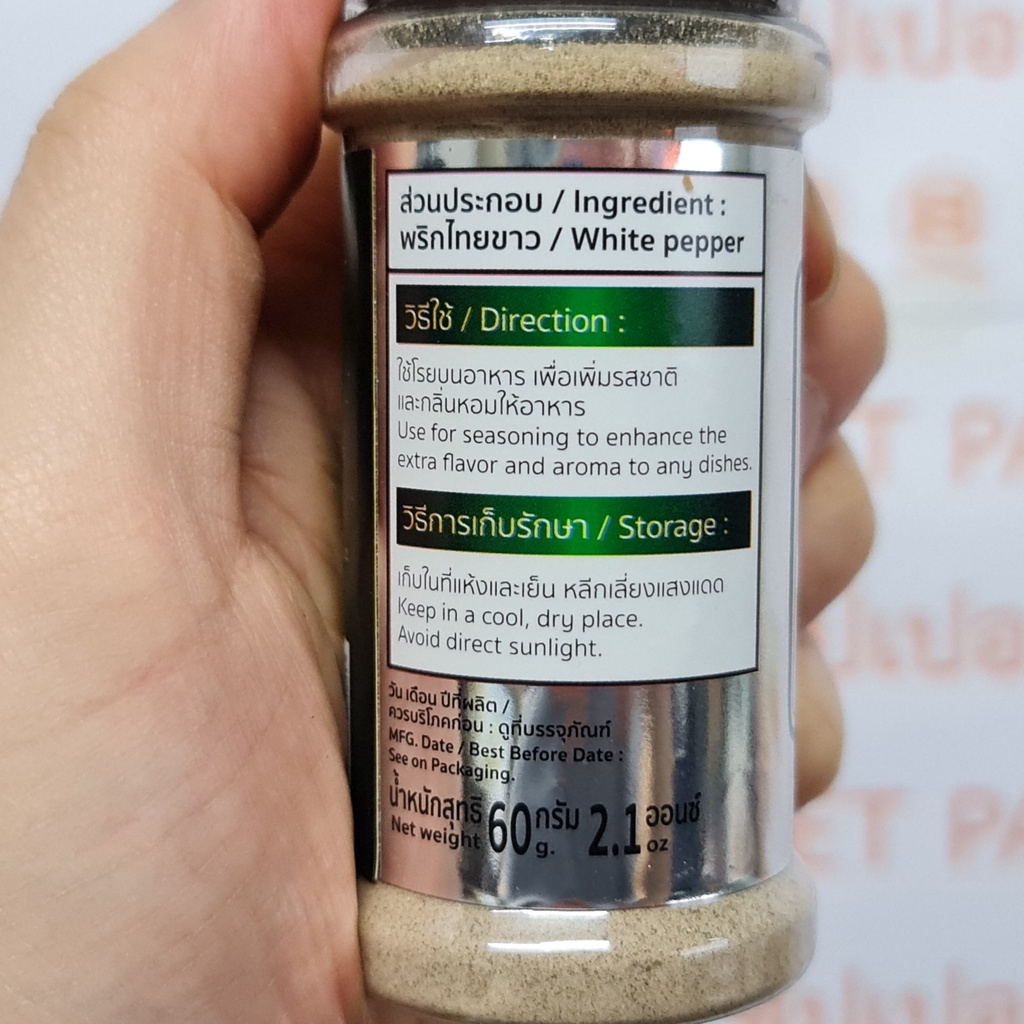 ส่วนประกอบ / Ingredient :
พริกไทยขาว / White pepper
วิธีใช้ / Direction :
ใช้โรยบนอาหาร เพื่อเพิ่มรสชาติ
และกลิ่นหอมให้อาหาร
Use for seasoning to enhance the
extra flavor and aroma to any dishes.
วิธีการเก็บรักษา / Storage :
เก็บในที่แห้งและเย็น หลีกเลี่ยงแสงแดด
Keep in a cool, dry place.
Avoid direct sunlight.
วัน เดือน ปีที่ผลิต /
ควรบริโภคก่อน : ดูที่บรรจุภัณฑ์
MFG. Date / Best Before Date :
See on Packaging.
น้ำหนักสุทธิ 60 กรัม 2.1 ออนซ์
Net weight g. oz